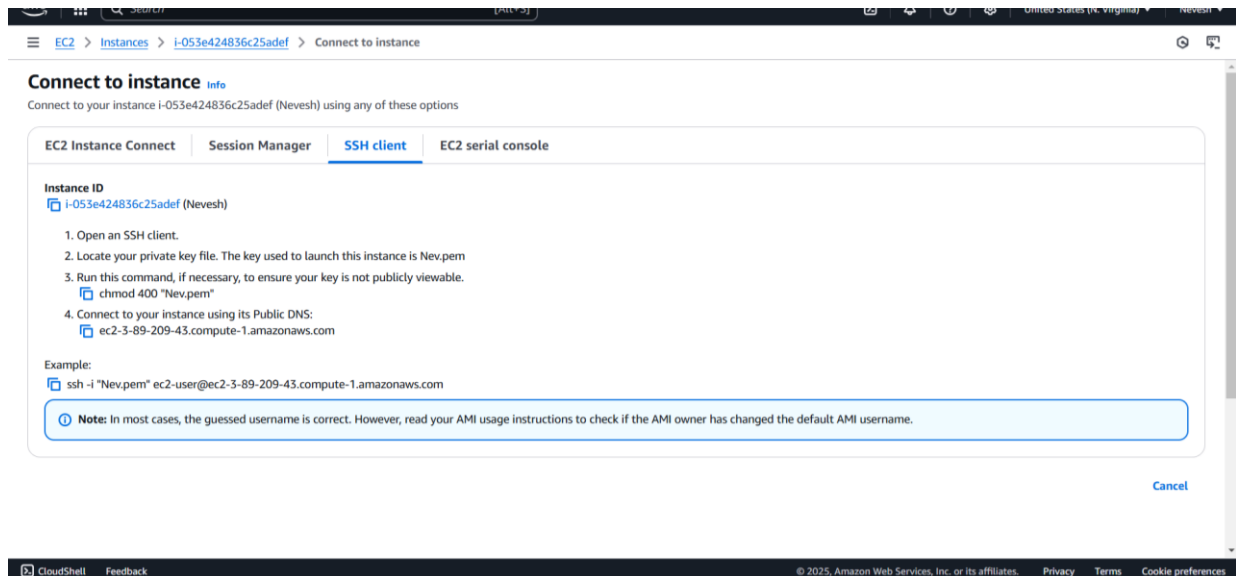 Search
[Alt+S]
United States (N. Virginia)
Nevesh
EC2 > Instances > i-053e424836c25adef > Connect to instance
Connect to instance Info
Connect to your instance i-053e424836c25adef (Nevesh) using any of these options
EC2 Instance Connect
Session Manager
SSH client
EC2 serial console
Instance ID
i-053e424836c25adef (Nevesh)
1. Open an SSH client.
2. Locate your private key file. The key used to launch this instance is Nev.pem
3. Run this command, if necessary, to ensure your key is not publicly viewable.
chmod 400 "Nev.pem"
4. Connect to your instance using its Public DNS:
ec2-3-89-209-43.compute-1.amazonaws.com
Example:
ssh -i "Nev.pem" ec2-user@ec2-3-89-209-43.compute-1.amazonaws.com
Note: In most cases, the guessed username is correct. However, read your AMI usage instructions to check if the AMI owner has changed the default AMI username.
Cancel
CloudShell Feedback
© 2025, Amazon Web Services, Inc. or its affiliates. Privacy Terms Cookie preferences